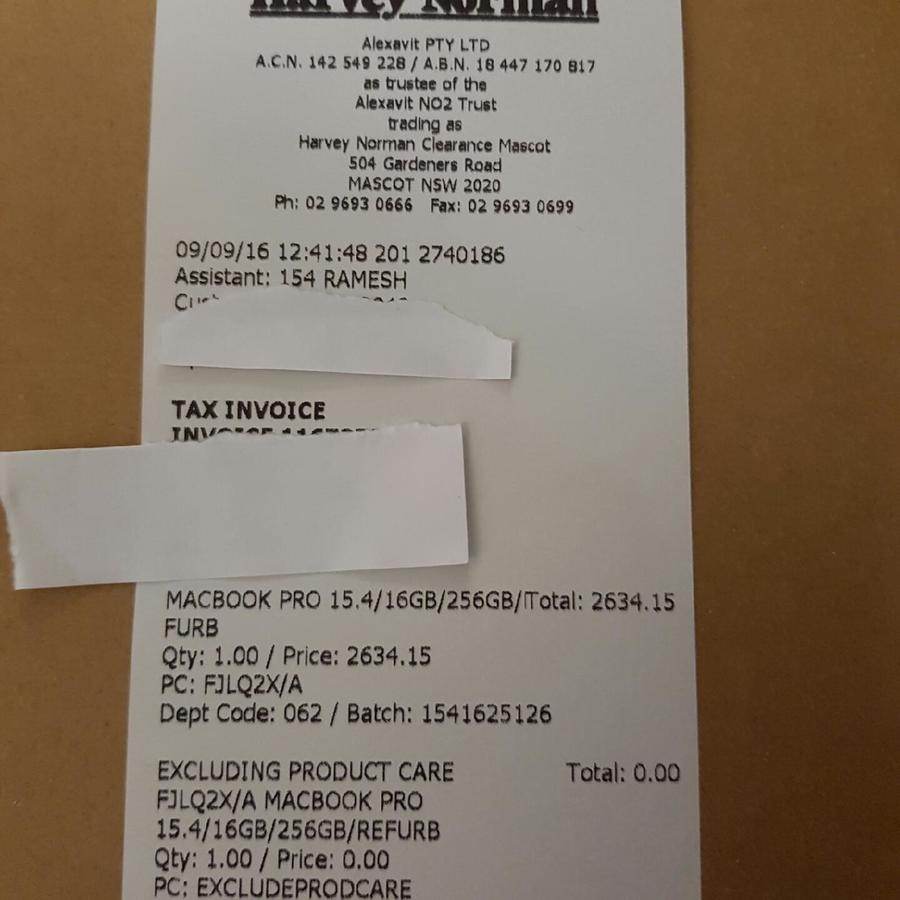 Harvey Norman
Alexavit PTY LTD
A.C.N. 142 549 228 / A.B.N. 18 447 170 817
as trustee of the
Alexavit NO2 Trust
trading as
Harvey Norman Clearance Mascot
504 Gardeners Road
MASCOT NSW 2020
Ph: 02 9693 0666 Fax: 02 9693 0699
09/09/16 12:41:48 201 2740186
Assistant: 154 RAMESH
TAX INVOICE
INVOICE
MACBOOK PRO 15.4/16GB/256GB/ Total: 2634.15
FURB
Qty: 1.00 / Price: 2634.15
PC: FJLQ2X/A
Dept Code: 062 / Batch: 1541625126
EXCLUDING PRODUCT CARE Total: 0.00
FJLQ2X/A MACBOOK PRO
15.4/16GB/256GB/REFURB
Qty: 1.00 / Price: 0.00
PC: EXCLUDEPRODCARE